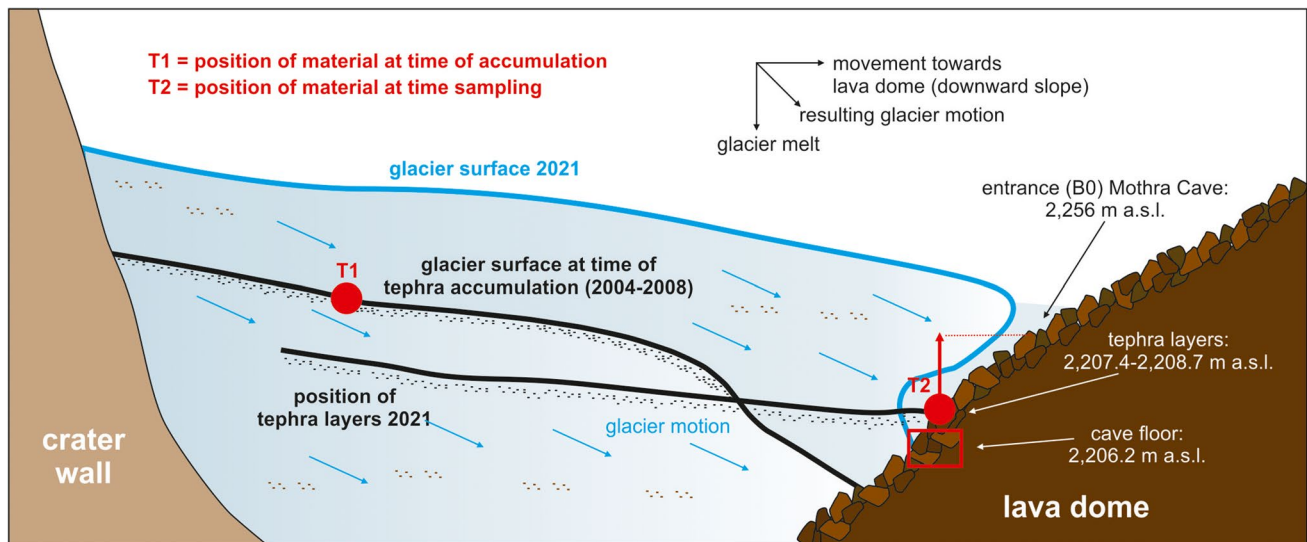 T1 = position of material at time of accumulation
T2 = position of material at time sampling
movement towards
lava dome (downward slope)
resulting glacier motion
glacier melt
glacier surface 2021
entrance (B0) Mothra Cave:
2,256 m a.s.l.
T1
glacier surface at time of
tephra accumulation (2004-2008)
tephra layers:
2,207.4-2,208.7 m a.s.l.
T2
position of
tephra layers 2021
glacier motion
cave floor:
2,206.2 m a.s.l.
crater
wall
lava dome